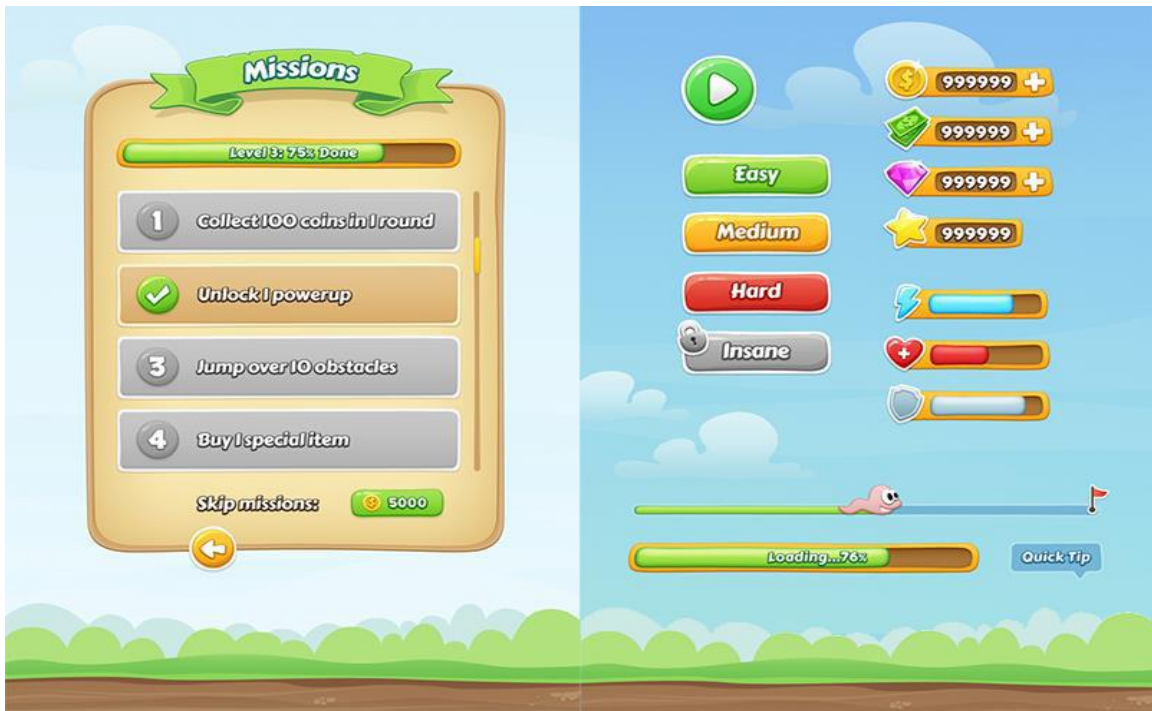 Missions
Level 3: 75% Done
1 Collect 100 coins in 1 round
Unlock 1 powerup
3 Jump over 10 obstacles
4 Buy 1 special item
Skip missions: 5000
Easy
Medium
Hard
Insane
999999
999999
999999
999999
Loading...76%
Quick Tip